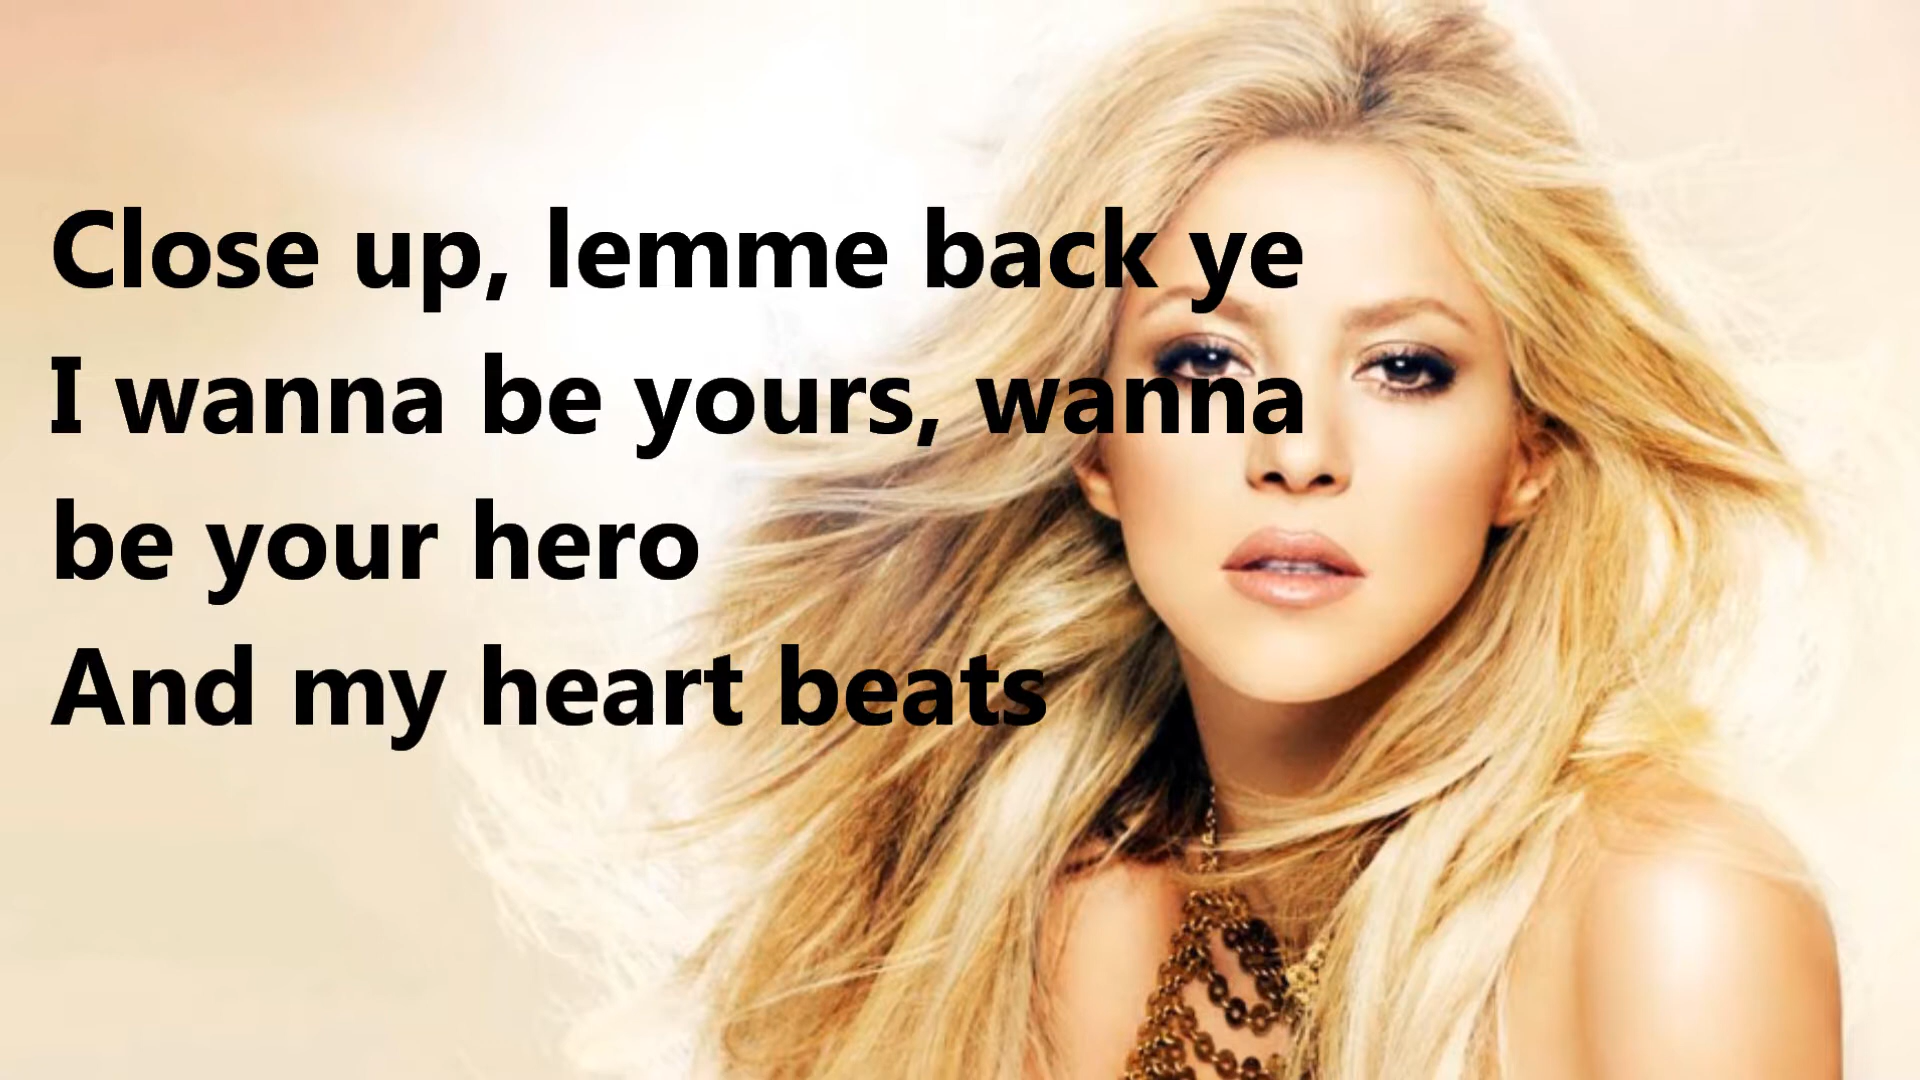 Close up, lemme back ye
I wanna be yours, wanna
be your hero
And my heart beats